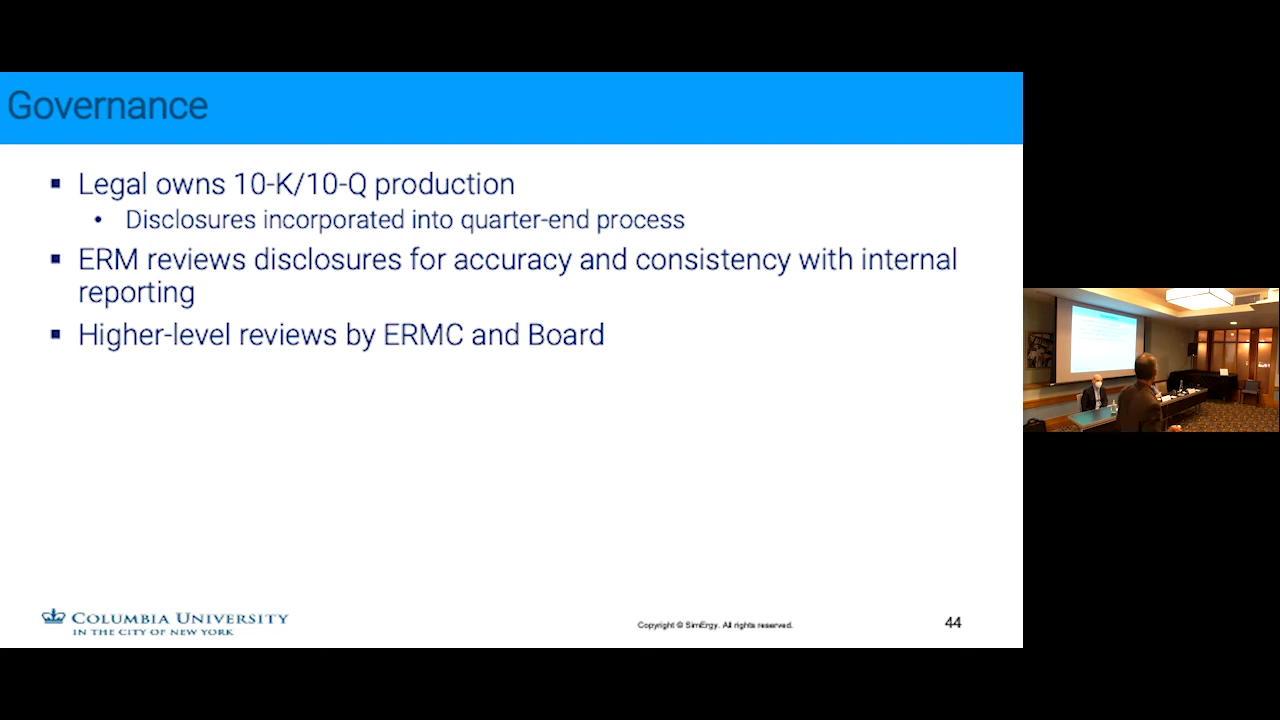 Governance
Legal owns 10-K/10-Q production
Disclosures incorporated into quarter-end process
ERM reviews disclosures for accuracy and consistency with internal
reporting
Higher-level reviews by ERMC and Board
COLUMBIA UNIVERSITY
IN THE CITY OF NEW YORK
Copyright © SimErgy. All rights reserved.
44